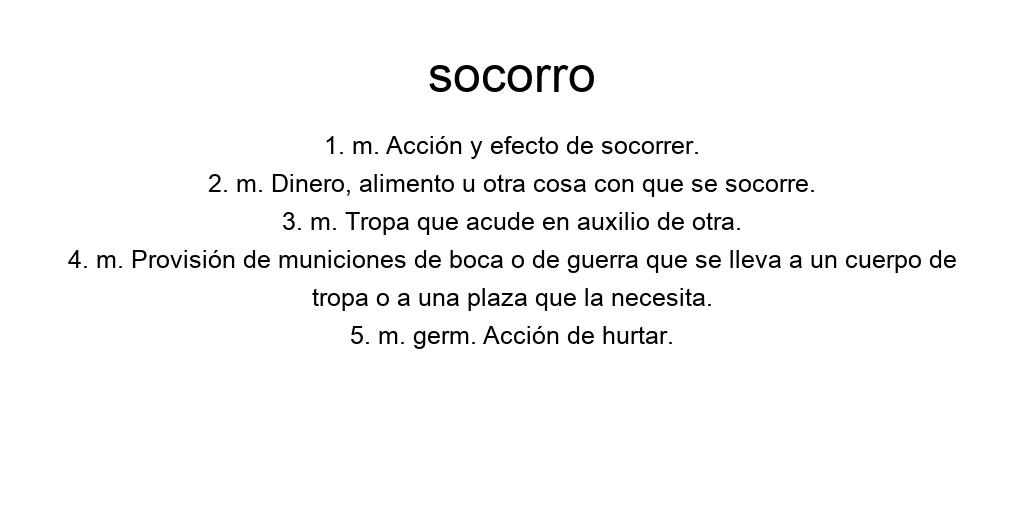 socorro
1. m. Acción y efecto de socorrer.
2. m. Dinero, alimento u otra cosa con que se socorre.
3. m. Tropa que acude en auxilio de otra.
4. m. Provisión de municiones de boca o de guerra que se lleva a un cuerpo de
tropa o a una plaza que la necesita.
5. m. germ. Acción de hurtar.